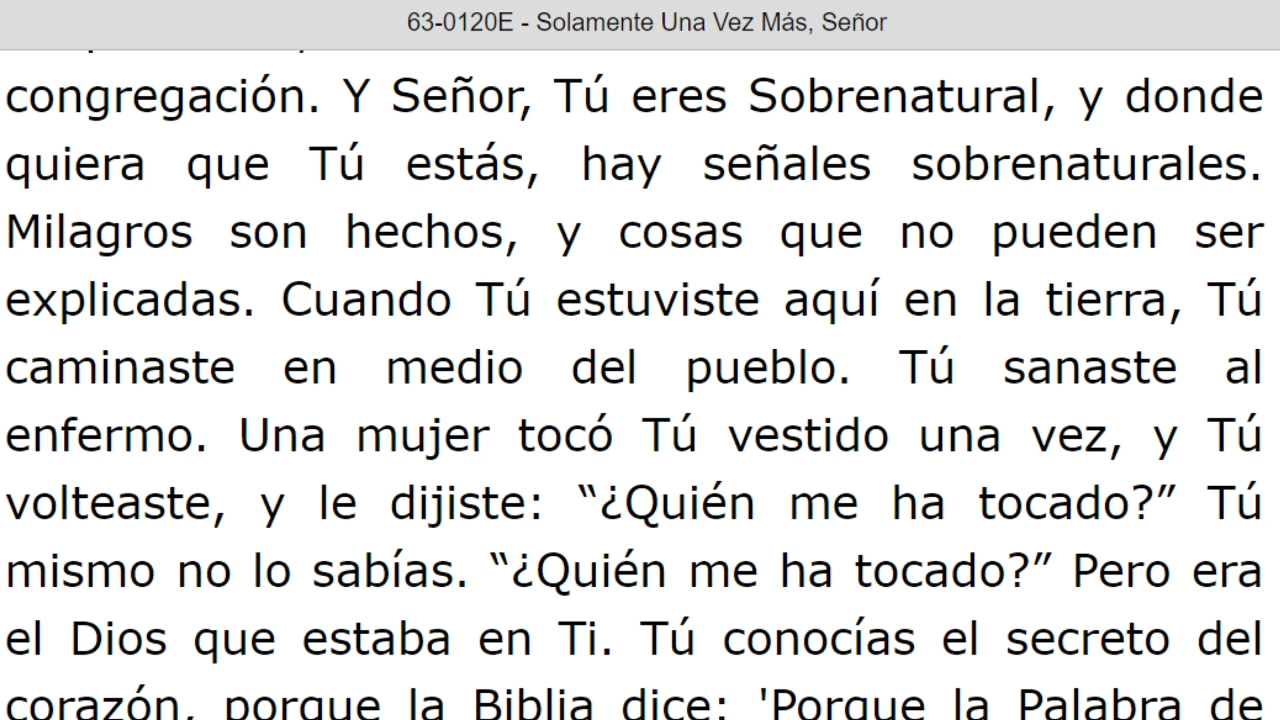 63-0120E - Solamente Una Vez Más, Señor
congregación. Y Señor, Tú eres Sobrenatural, y donde
quiera que Tú estás, hay señales sobrenaturales.
Milagros son hechos, y cosas que no pueden ser
explicadas. Cuando Tú estuviste aquí en la tierra, Tú
caminaste en medio del pueblo. Tú sanaste al
enfermo. Una mujer tocó Tú vestido una vez, y Tú
volteaste, y le dijiste: “¿Quién me ha tocado?” Tú
mismo no lo sabías. “¿Quién me ha tocado?” Pero era
el Dios que estaba en Ti. Tú conocías el secreto del
corazón, porque la Biblia dice: 'Porque la Palabra de